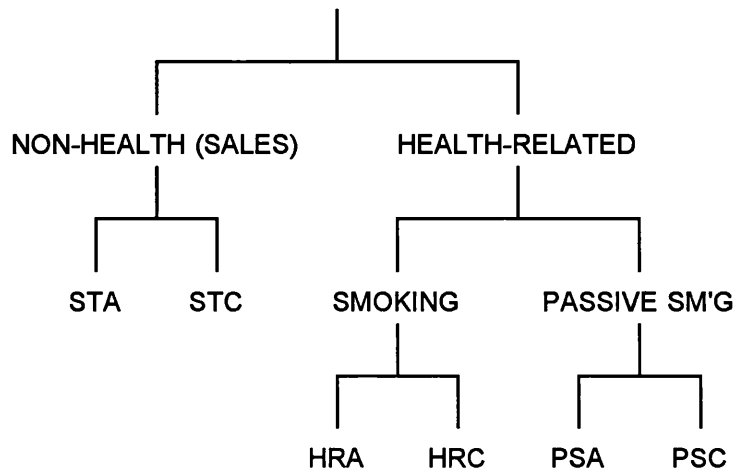 NON-HEALTH (SALES) HEALTH-RELATED
STA STC SMOKING PASSIVE SM'G
HRA HRC PSA PSC